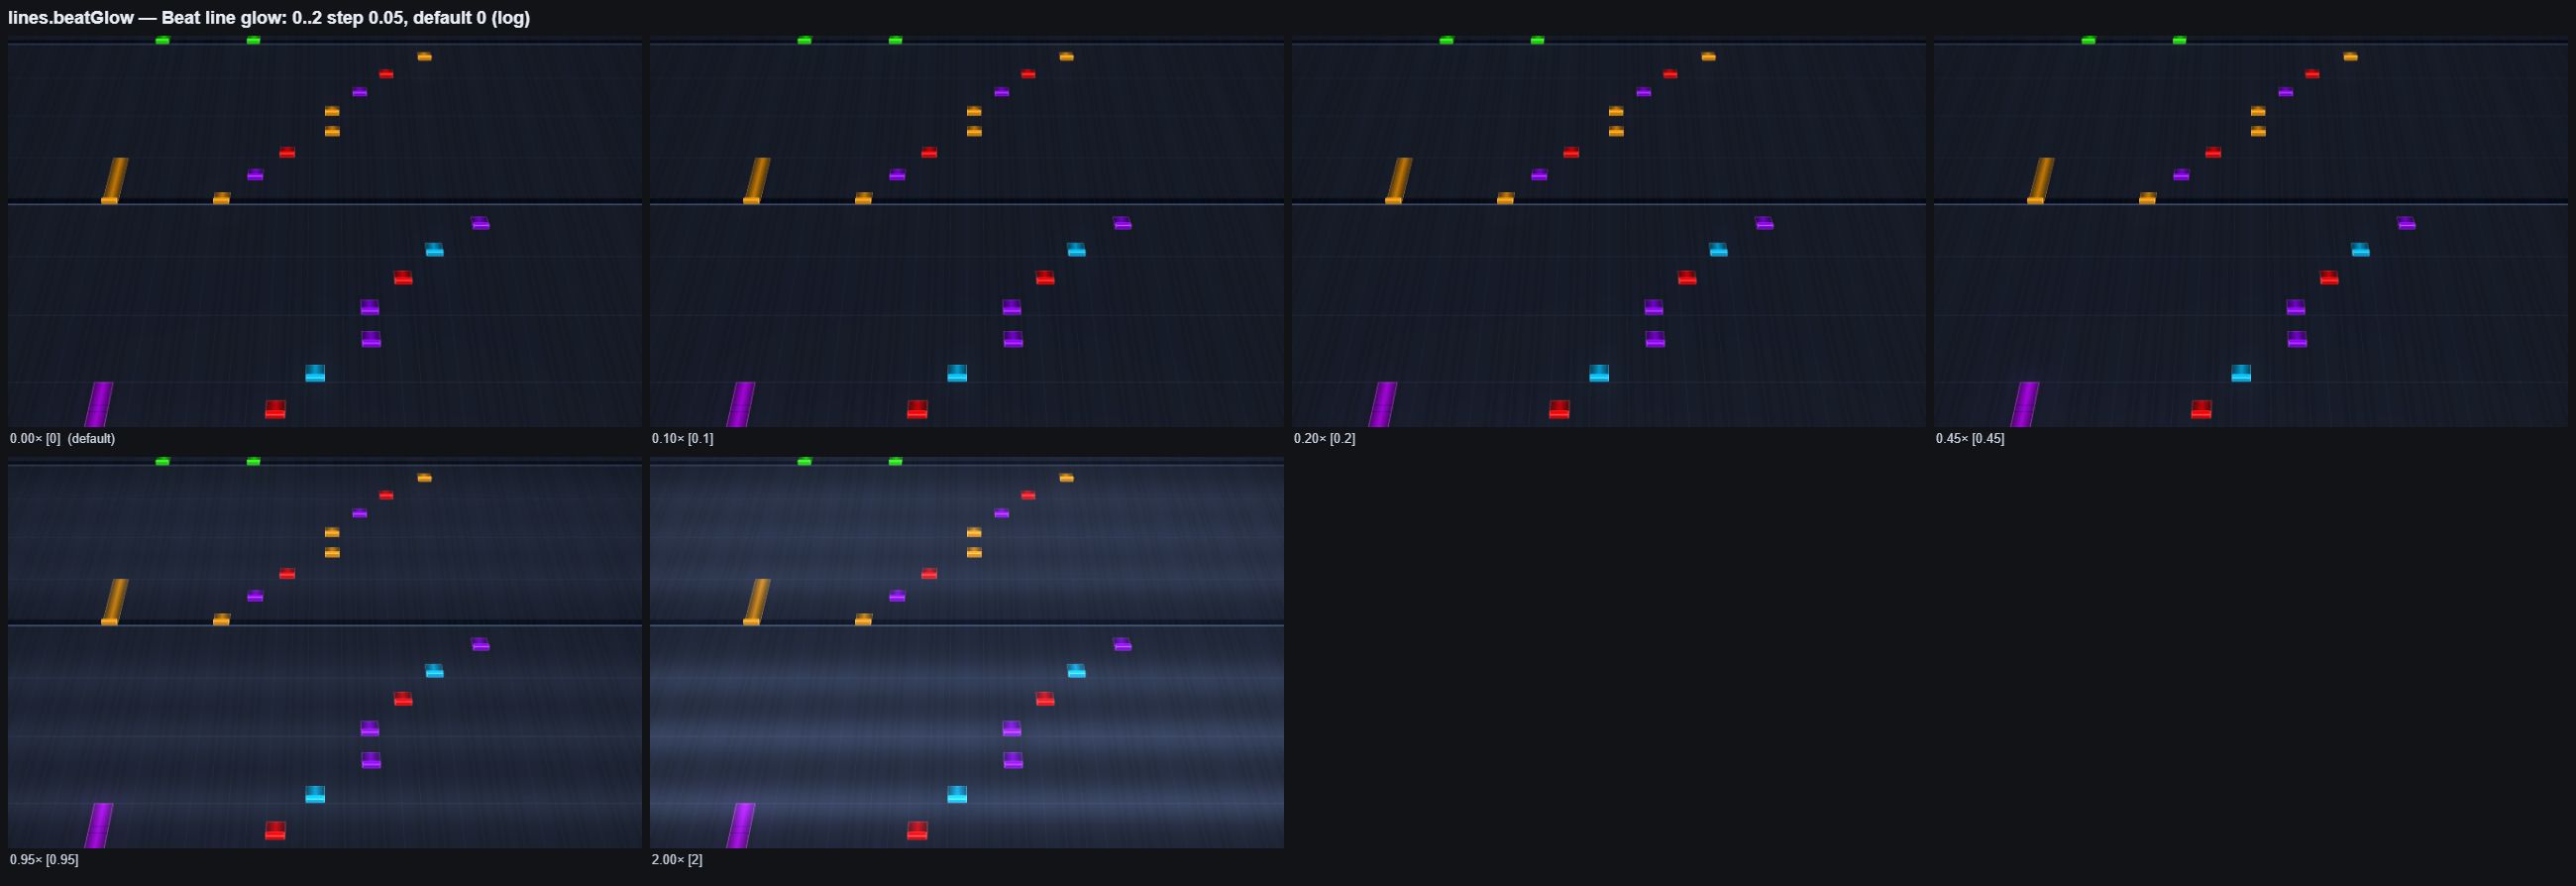 lines.beatGlow — Beat line glow: 0..2 step 0.05, default 0 (log)
0.00× [0] (default)
0.10× [0.1]
0.20× [0.2]
0.45× [0.45]
0.95× [0.95]
2.00× [2]